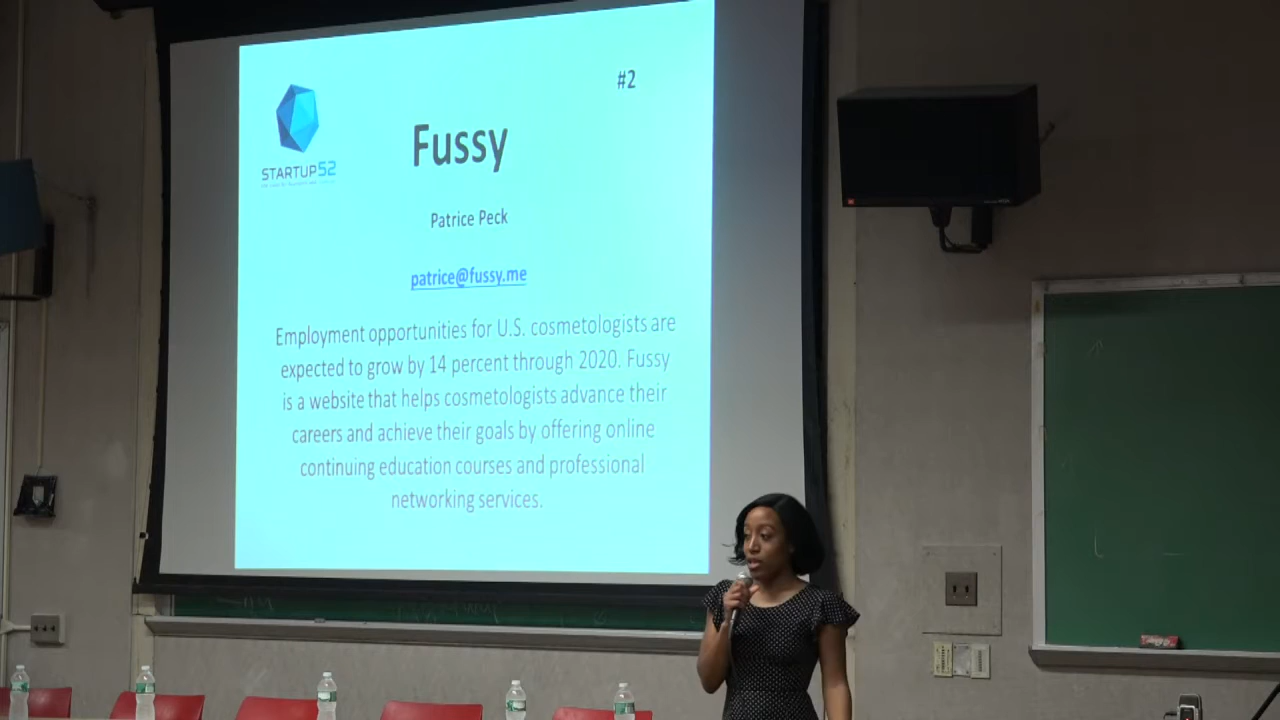 #2
STARTUP52
Fussy
Patrice Peck
patrice@fussy.me
Employment opportunities for U.S. cosmetologists are
expected to grow by 14 percent through 2020. Fussy
is a website that helps cosmetologists advance their
careers and achieve their goals by offering online
continuing education courses and professional
networking services.